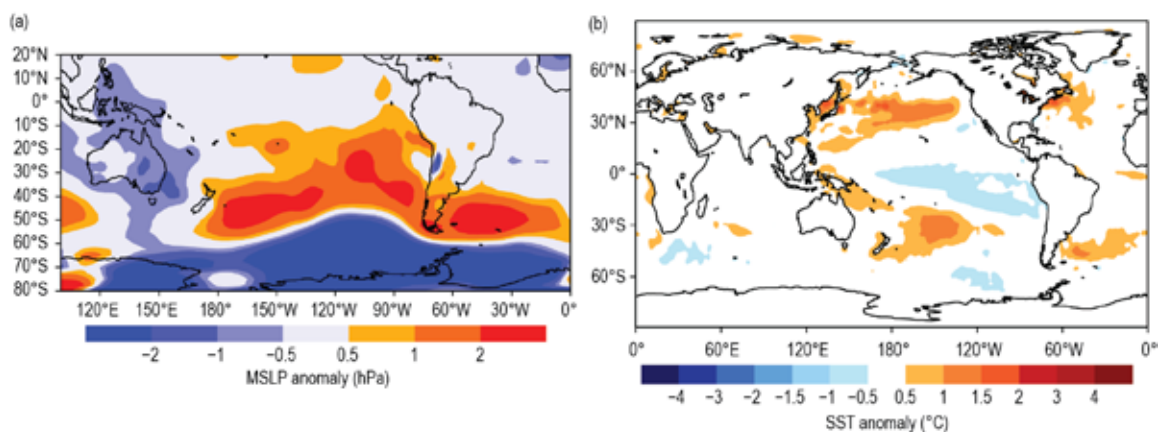 (a)
20°N
10°N
0°
10°S
20°S
30°S
40°S
50°S
60°S
70°S
80°S
120°E 150°E 180° 150°W 120°W 90°W 60°W 30°W 0°
−2 −1 −0.5 0.5 1 2
MSLP anomaly (hPa)
(b)
60°N
30°N
0°
30°S
60°S
0° 60°E 120°E 180°W 120°W 60°W 0°
−4 −3 −2 −1.5 −1 −0.5 0.5 1 1.5 2 3 4
SST anomaly (°C)